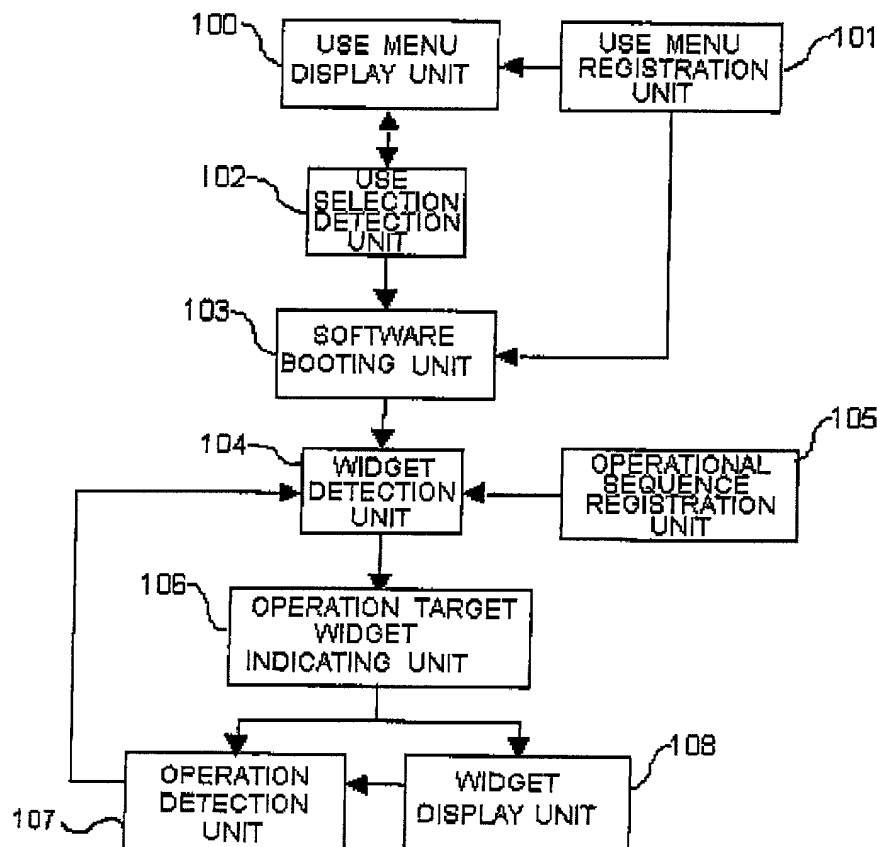 100
USE MENU
DISPLAY UNIT
USE MENU
REGISTRATION
UNIT
101
102
USE
SELECTION
DETECTION
UNIT
103
SOFTWARE
BOOTING UNIT
104
WIDGET
DETECTION
UNIT
105
OPERATIONAL
SEQUENCE
REGISTRATION
UNIT
106
OPERATION TARGET
WIDGET
INDICATING UNIT
107
OPERATION
DETECTION
UNIT
108
WIDGET
DISPLAY UNIT